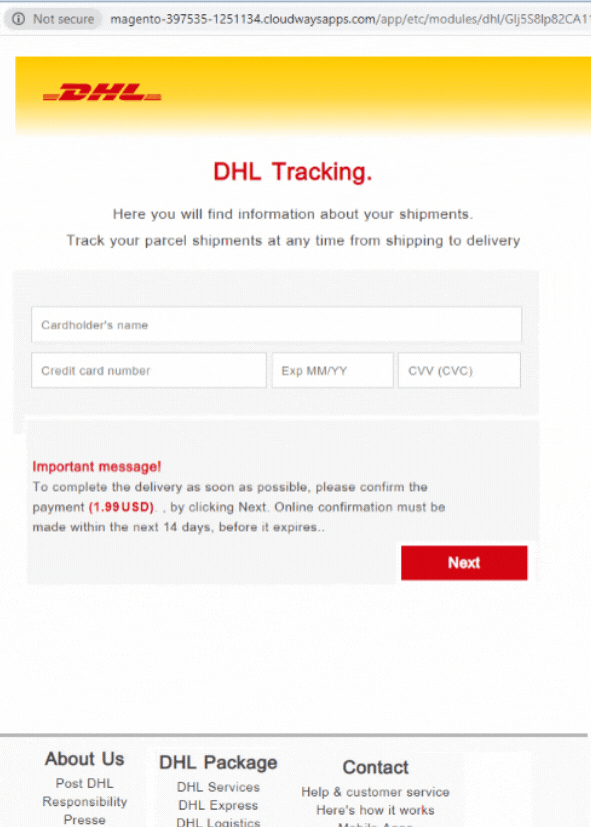 Not secure magento-397535-1251134.cloudwaysapps.com/app/etc/modules/dhl/
DHL
DHL Tracking.
Here you will find information about your shipments.
Track your parcel shipments at any time from shipping to delivery
Cardholder's name
Credit card number Exp MM/YY CVV (CVC)
Important message!
To complete the delivery as soon as possible, please confirm the
payment (1.99USD). , by clicking Next. Online confirmation must be
made within the next 14 days, before it expires..
Next
About Us DHL Package Contact
Post DHL DHL Services Help & customer service
Responsibility DHL Express Here's how it works
Presse DHL Logistics Mobile Apps